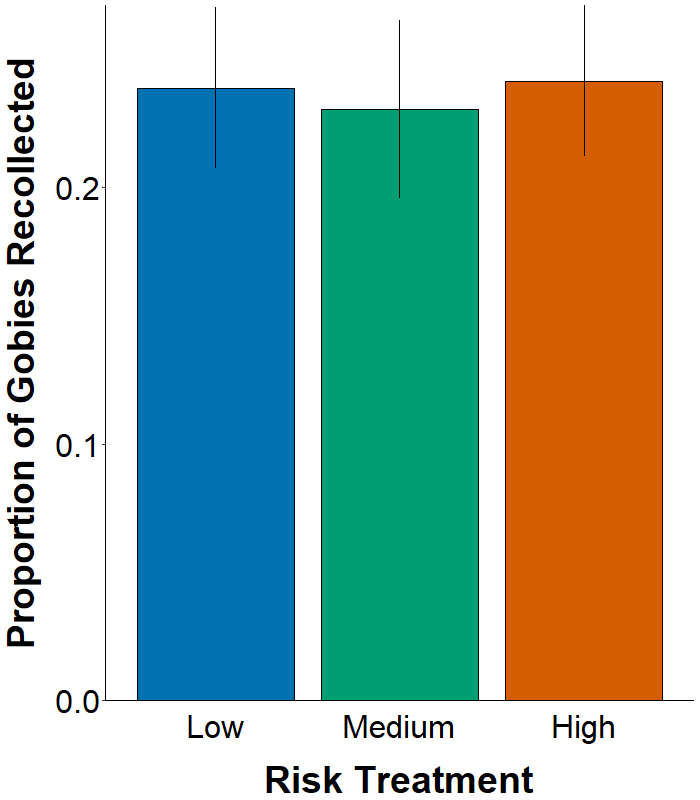 Proportion of Gobies Recollected
0.2
0.1
0.0
Low Medium High
Risk Treatment